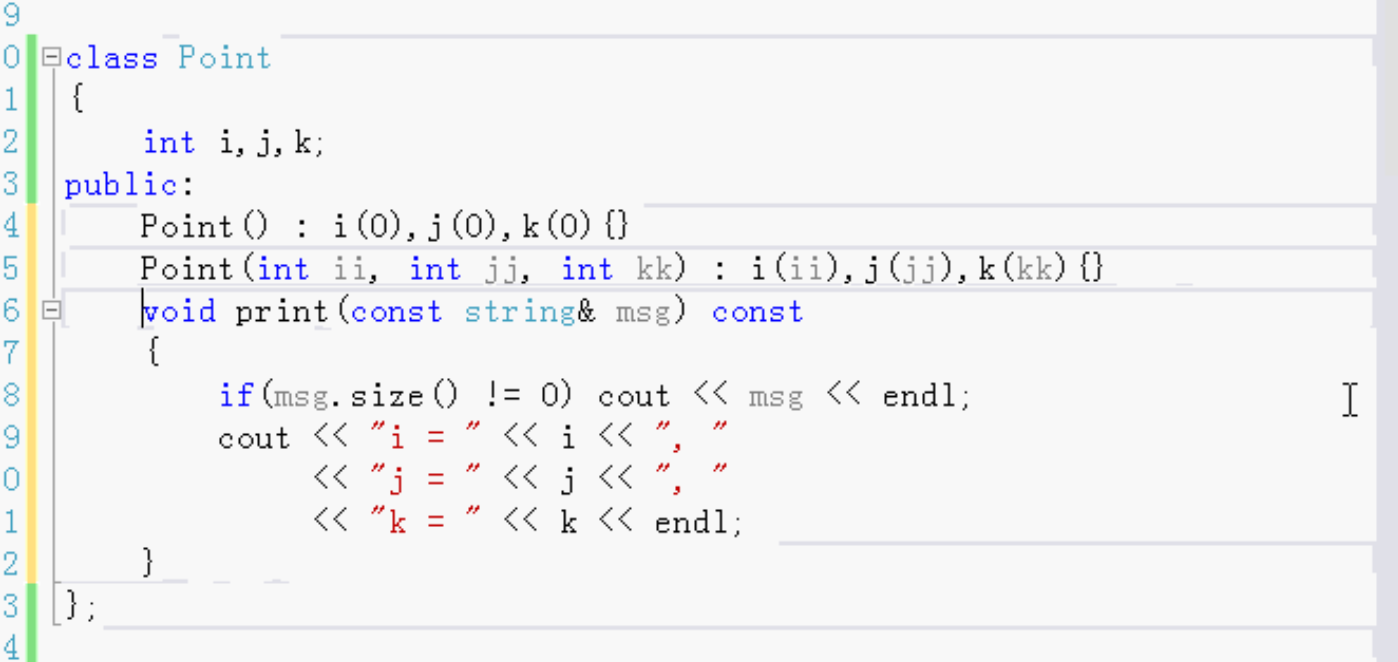 9
0 class Point
1 {
2 int i,j,k;
3 public:
4 Point() : i(0),j(0),k(0){}
5 Point(int ii, int jj, int kk) : i(ii),j(jj),k(kk){}
6 void print(const string& msg) const
7 {
8 if(msg.size() != 0) cout << msg << endl;
9 cout << "i = " << i << ", "
0 << "j = " << j << ", "
1 << "k = " << k << endl;
2 }
3 };
4